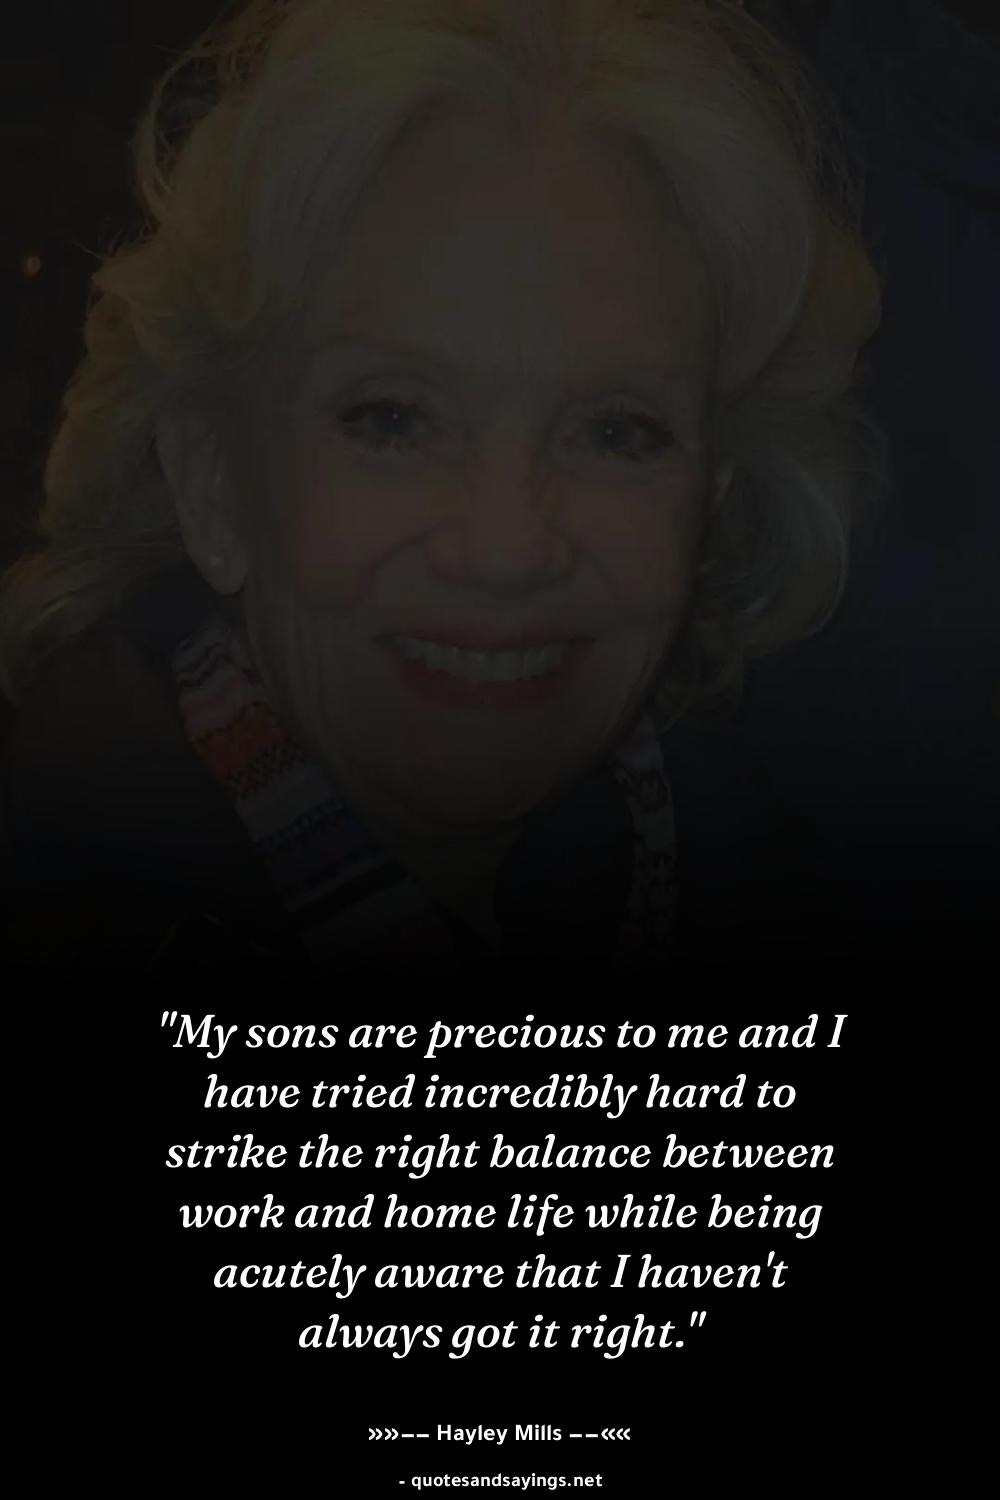 "My sons are precious to me and I
have tried incredibly hard to
strike the right balance between
work and home life while being
acutely aware that I haven't
always got it right."
»»–– Hayley Mills ––««
- quotesandsayings.net